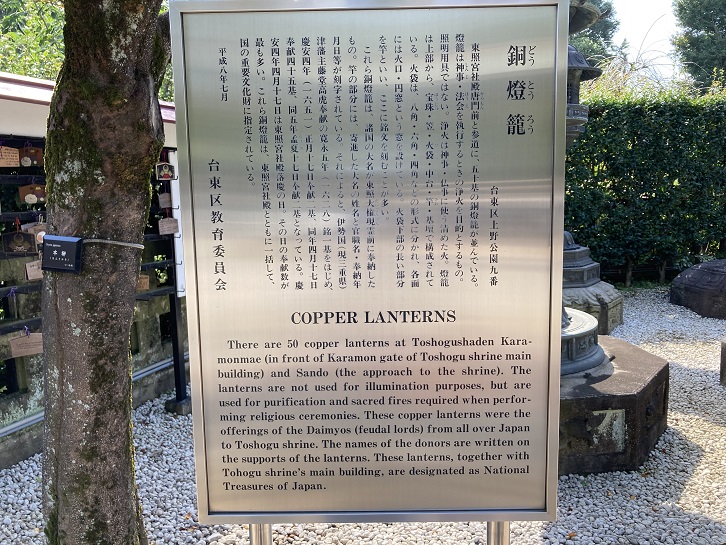 銅燈籠
どう とう ろう
台東区上野公園九番
東照宮社殿唐門前と参道に、五十基の銅燈籠が並んでいる。
燈籠は神事・法会を執行するときの浄火を目的とするもの。
照明用具ではない。浄火は神事・仏事に使う清めた火。燈籠
は上部から、宝珠・笠・火袋・中台・竿・基壇で構成されて
いる。火袋は、八角・六角・四角などの形式に分かれ、各面
には火口・円窓という窓を設けている。火袋下部の長い部分
を竿といい、ここに銘文を刻むことが多い。
これら銅燈籠は、諸国の大名が東照大権現霊前に奉納した
もの。竿の部分には、寄進した大名の姓名と官職名・奉納年
月日等が刻字されている。それによると、伊勢国(現三重県)
津藩主藤堂高虎奉献の寛永五年(一六二八)銘一基をはじめ、
慶安四年(一六五一)正月十七日奉献一基、同年四月十七日
奉献四十五基、同五年孟夏十七日奉献一基となっている。慶
安四年四月十七日は東照宮社殿落慶の日。その日の奉献数が
最も多い。これら銅燈籠は、東照宮社殿とともに一括して、
国の重要文化財に指定されている。
平成八年七月
台東区教育委員会
COPPER LANTERNS
There are 50 copper lanterns at Toshogushaden Kara-
monmae (in front of Karamon gate of Toshogu shrine main
building) and Sando (the approach to the shrine). The
lanterns are not used for illumination purposes, but are
used for purification and sacred fires required when perfor-
ming religious ceremonies. These copper lanterns were the
offerings of the Daimyos (feudal lords) from all over Japan
to Toshogu shrine. The names of the donors are written on
the supports of the lanterns. These lanterns, together with
Tohogu shrine's main building, are designated as National
Treasures of Japan.